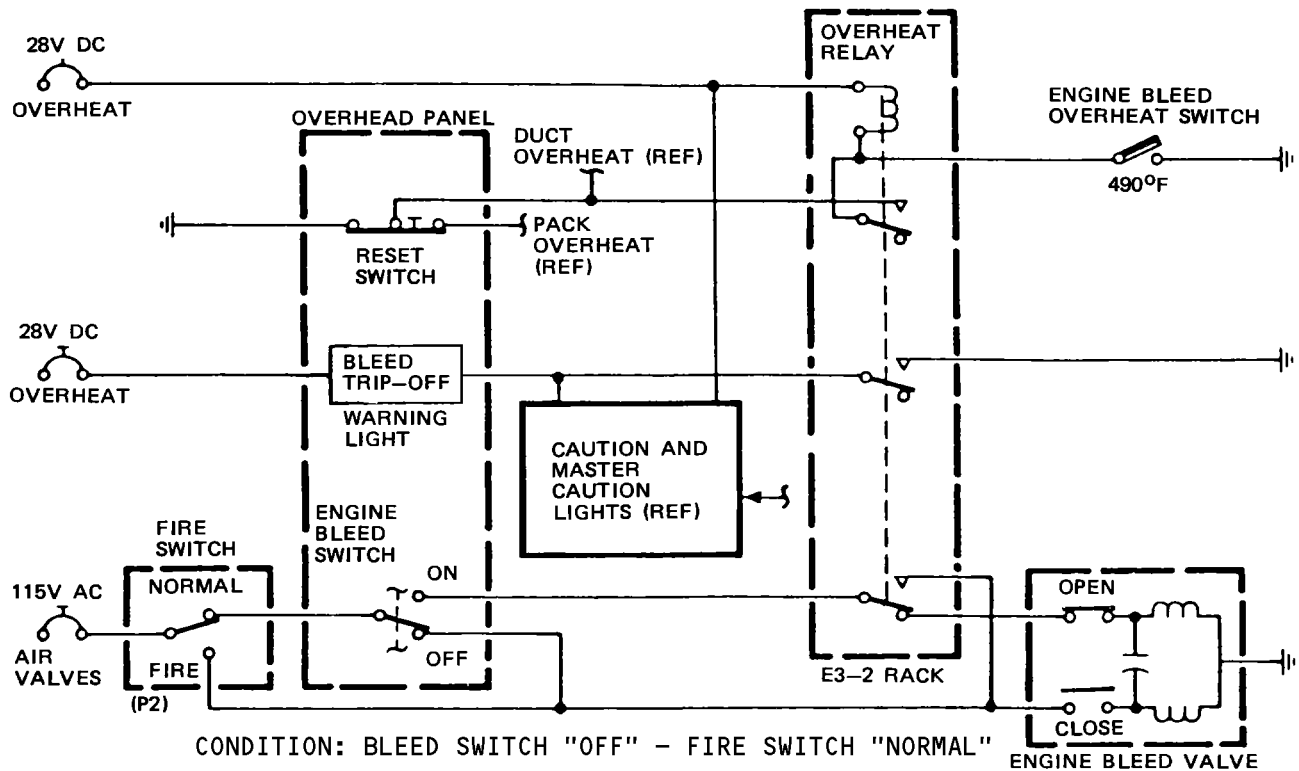 28V DC
OVERHEAT
OVERHEAD PANEL
OVERHEAT
RELAY
DUCT
OVERHEAT (REF)
ENGINE BLEED
OVERHEAT SWITCH
490°F
RESET
SWITCH
PACK
OVERHEAT
(REF)
28V DC
OVERHEAT
BLEED
TRIP-OFF
WARNING
LIGHT
CAUTION AND
MASTER
CAUTION
LIGHTS (REF)
FIRE
SWITCH
ENGINE
BLEED
SWITCH
115V AC
AIR
VALVES
NORMAL
FIRE
(P2)
ON
OFF
E3-2 RACK
OPEN
CLOSE
ENGINE BLEED VALVE
CONDITION: BLEED SWITCH "OFF" - FIRE SWITCH "NORMAL"